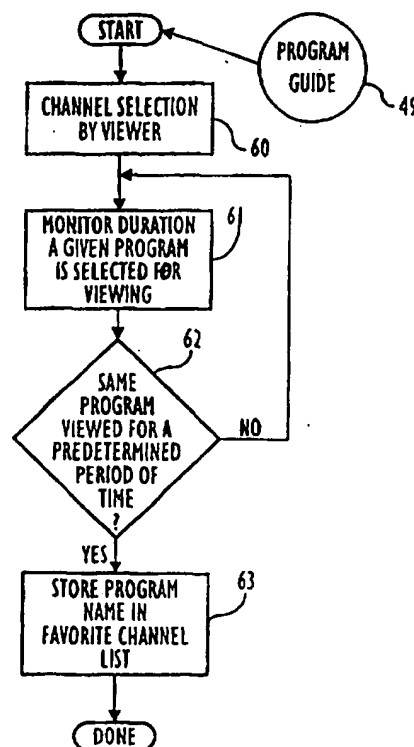 START
PROGRAM
GUIDE
49
CHANNEL SELECTION
BY VIEWER
60
MONITOR DURATION
A GIVEN PROGRAM
IS SELECTED FOR
VIEWING
61
62
SAME
PROGRAM
VIEWED FOR A
PREDETERMINED
PERIOD OF
TIME
?
NO
YES
STORE PROGRAM
NAME IN
FAVORITE CHANNEL
LIST
63
DONE